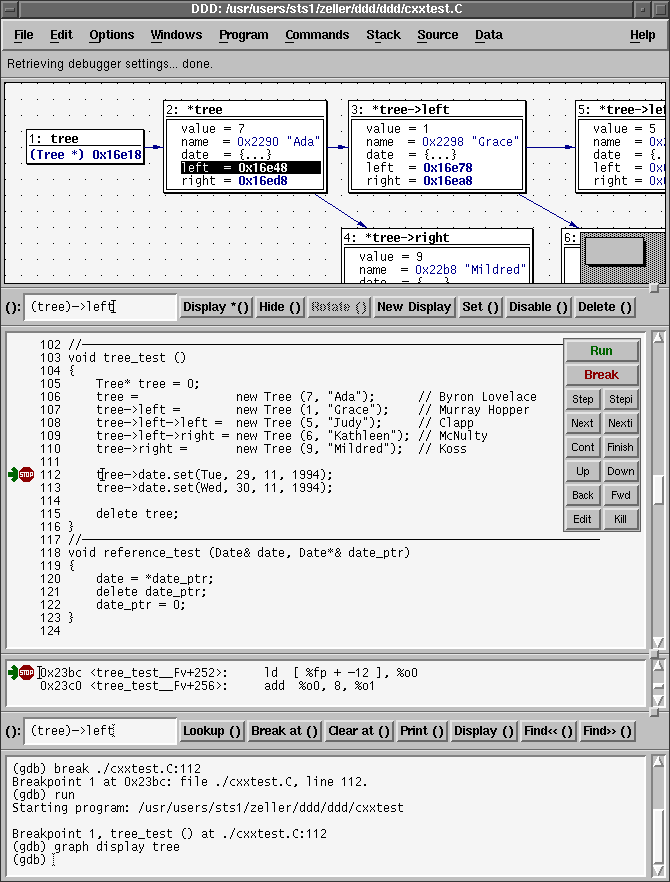 DDD: /usr/users/sts1/zeller/ddd/ddd/cxxtest.C
File Edit Options Windows Program Commands Stack Source Data Help
Retrieving debugger settings... done.
1: tree
(Tree *) 0x16e18
2: *tree
value = 7
name = 0x2290 "Ada"
date = {...}
left = 0x16e48
right = 0x16ed8
3: *tree->left
value = 1
name = 0x2298 "Grace"
date = {...}
left = 0x16e78
right = 0x16ea8
5: *tree->left
value = 5
name = 0x
date = {..
left = 0x0
right = 0x0
4: *tree->right
value = 9
name = 0x22b8 "Mildred"
date = {...}
6:
(): (tree)->left Display *() Hide () Rotate () New Display Set () Disable () Delete ()
102 //
103 void tree_test ()
104 {
105 Tree* tree = 0;
106 tree = new Tree (7, "Ada"); // Byron Lovelace
107 tree->left = new Tree (1, "Grace"); // Murray Hopper
108 tree->left->left = new Tree (5, "Judy"); // Clapp
109 tree->left->right = new Tree (6, "Kathleen"); // McNulty
110 tree->right = new Tree (9, "Mildred"); // Koss
111
STOP 112 tree->date.set(Tue, 29, 11, 1994);
113 tree->date.set(Wed, 30, 11, 1994);
114
115 delete tree;
116 }
117 //
118 void reference_test (Date& date, Date*& date_ptr)
119 {
120 date = *date_ptr;
121 delete date_ptr;
122 date_ptr = 0;
123 }
124
Run
Break
Step Stepi
Next Nexti
Cont Finish
Up Down
Back Fwd
Edit Kill
STOP 0x23bc <tree_test__Fv+252>: ld [ %fp + -12 ], %o0
0x23c0 <tree_test__Fv+256>: add %o0, 8, %o1
(): (tree)->left Lookup () Break at () Clear at () Print () Display () Find<< () Find>> ()
(gdb) break ./cxxtest.C:112
Breakpoint 1 at 0x23bc: file ./cxxtest.C, line 112.
(gdb) run
Starting program: /usr/users/sts1/zeller/ddd/ddd/cxxtest
Breakpoint 1, tree_test () at ./cxxtest.C:112
(gdb) graph display tree
(gdb)